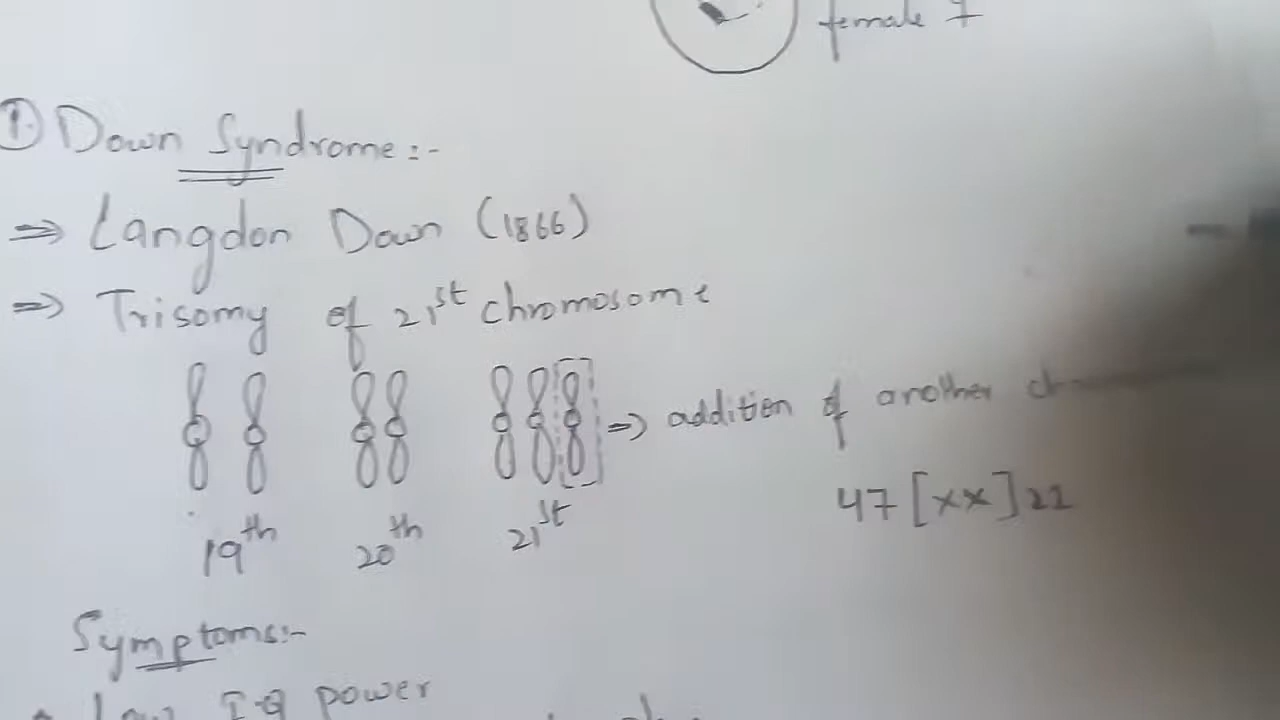 female
1. Down Syndrome:-
⇒ Langdon Down (1866)
⇒ Trisomy of 21st chromosome
⇒ addition of another
47 [XX] 21
19th 20th 21st
Symptoms:-
Low I-Q power